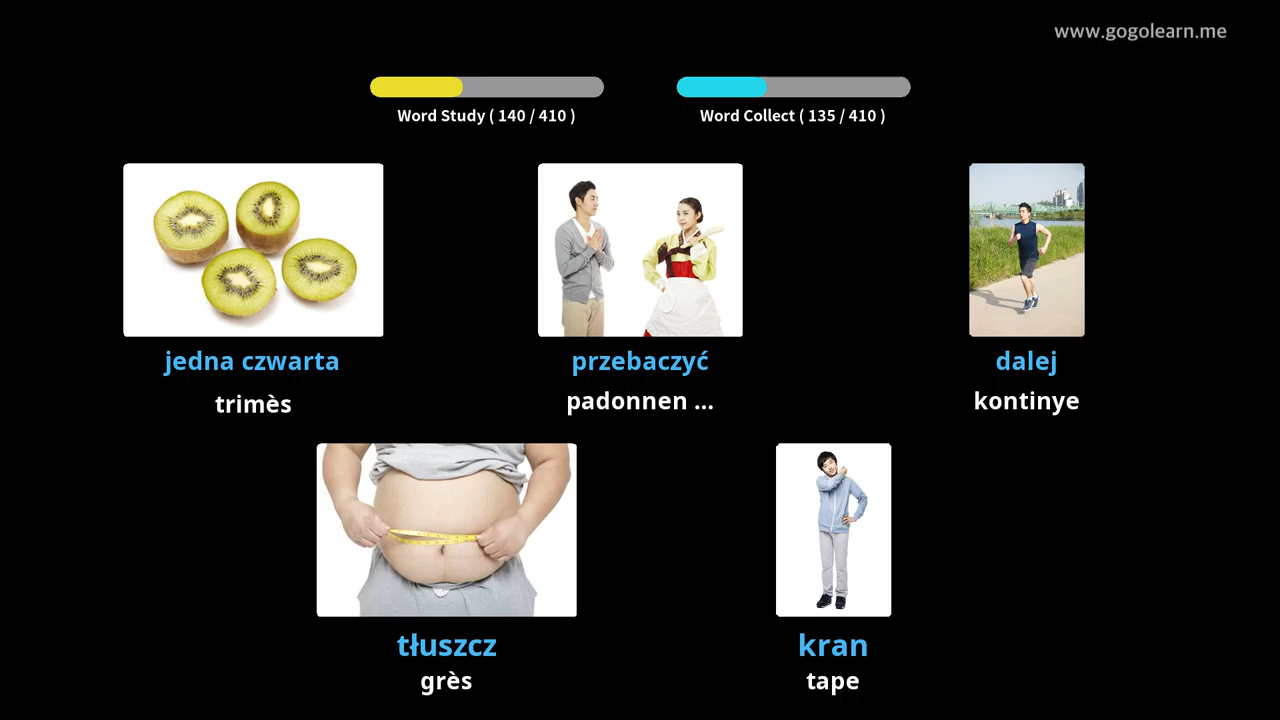 www.gogolearn.me
Word Study ( 140 / 410 )
Word Collect ( 135 / 410 )
jedna czwarta
trimès
przebaczyć
padonnen ...
dalej
kontinye
tłuszcz
grès
kran
tape